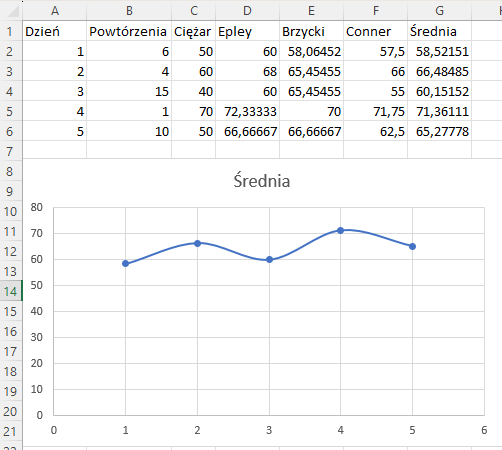 A B C D E F G
1 Dzień Powtórzenia Ciężar Epley Brzycki Conner Średnia
2 1 6 50 60 58,06452 57,5 58,52151
3 2 4 60 68 65,45455 66 66,48485
4 3 15 40 60 65,45455 55 60,15152
5 4 1 70 72,33333 70 71,75 71,36111
6 5 10 50 66,66667 66,66667 62,5 65,27778
7
8
Średnia
9
10
80
11
70
12
60
13
50
14
15
40
16
30
17
18
20
19
10
20
0
21
0 1 2 3 4 5 6